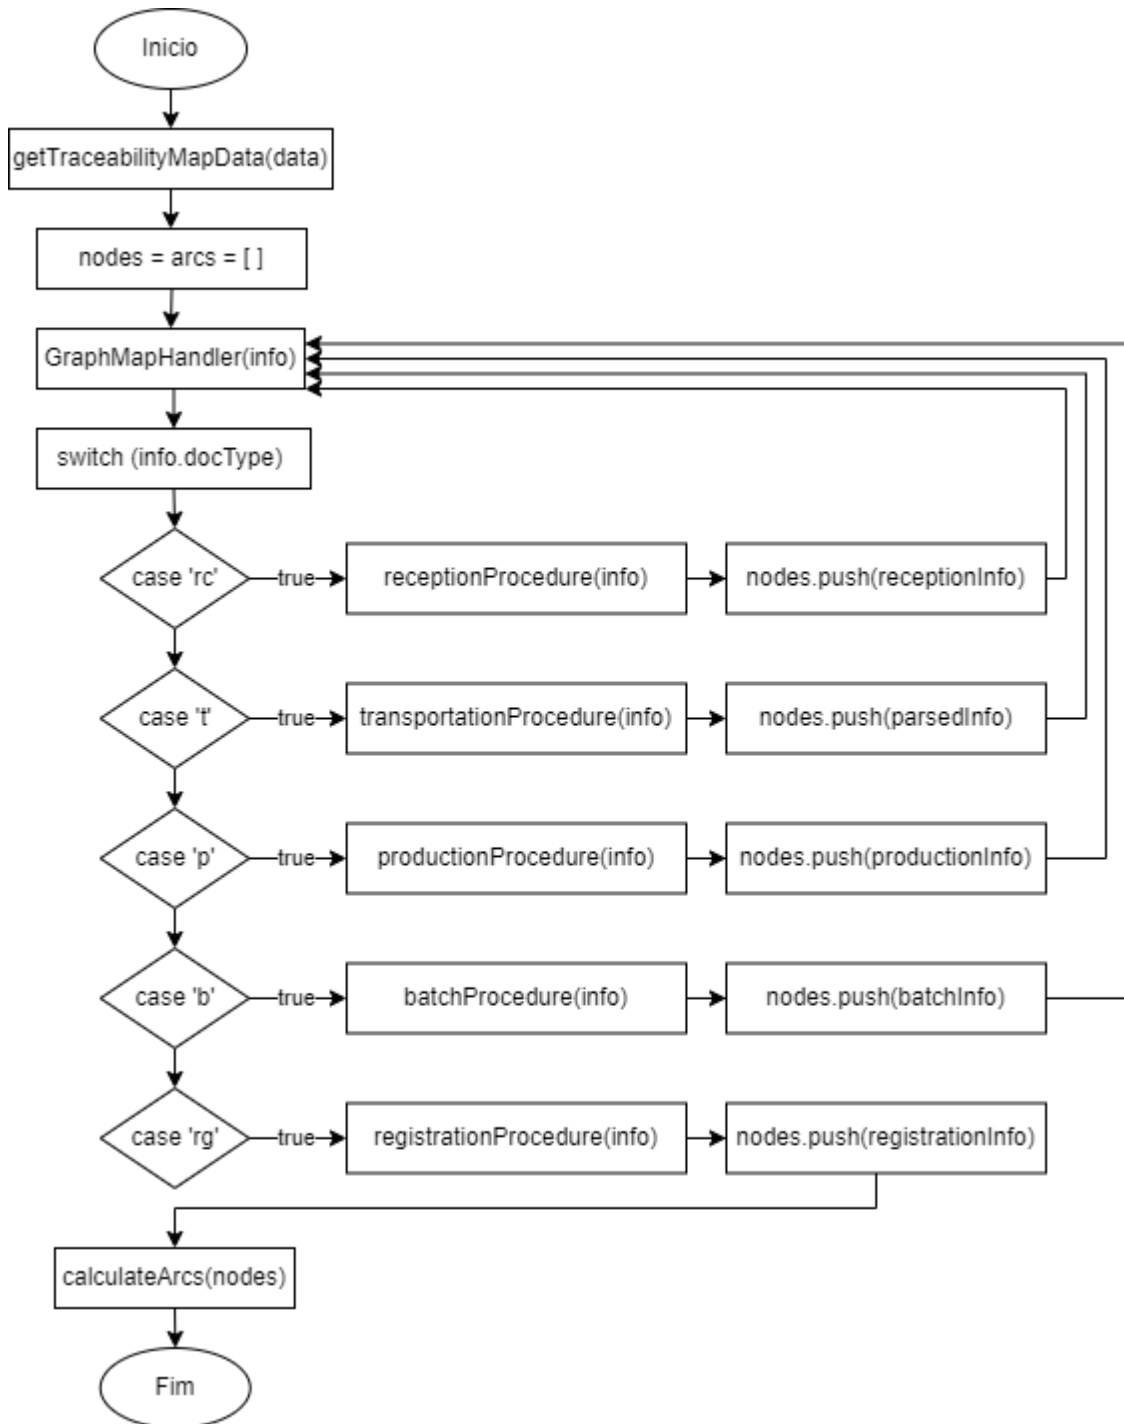 Inicio
getTraceabilityMapData(data)
nodes = arcs = [ ]
GraphMapHandler(info)
switch (info.docType)
case 'rc'
true
receptionProcedure(info)
nodes.push(receptionInfo)
case 't'
true
transportationProcedure(info)
nodes.push(parsedInfo)
case 'p'
true
productionProcedure(info)
nodes.push(productionInfo)
case 'b'
true
batchProcedure(info)
nodes.push(batchInfo)
case 'rg'
true
registrationProcedure(info)
nodes.push(registrationInfo)
calculateArcs(nodes)
Fim